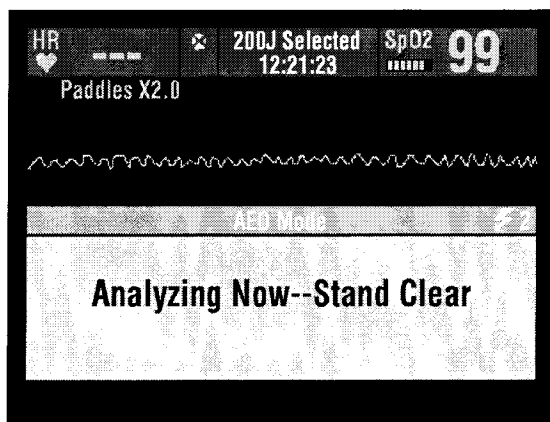 HR --- 200J Selected SpO2 99
12:21:23
Paddles X2.0
AED Mode 2
Analyzing Now--Stand Clear